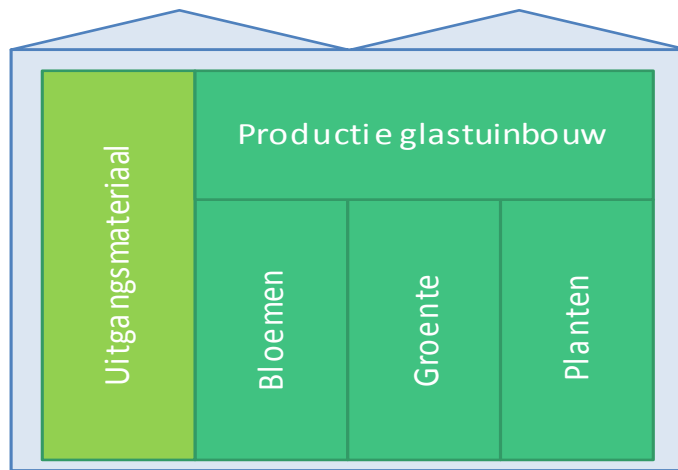 Uitgangsmateriaal
Productie glastuinbouw
Bloemen
Groente
Planten